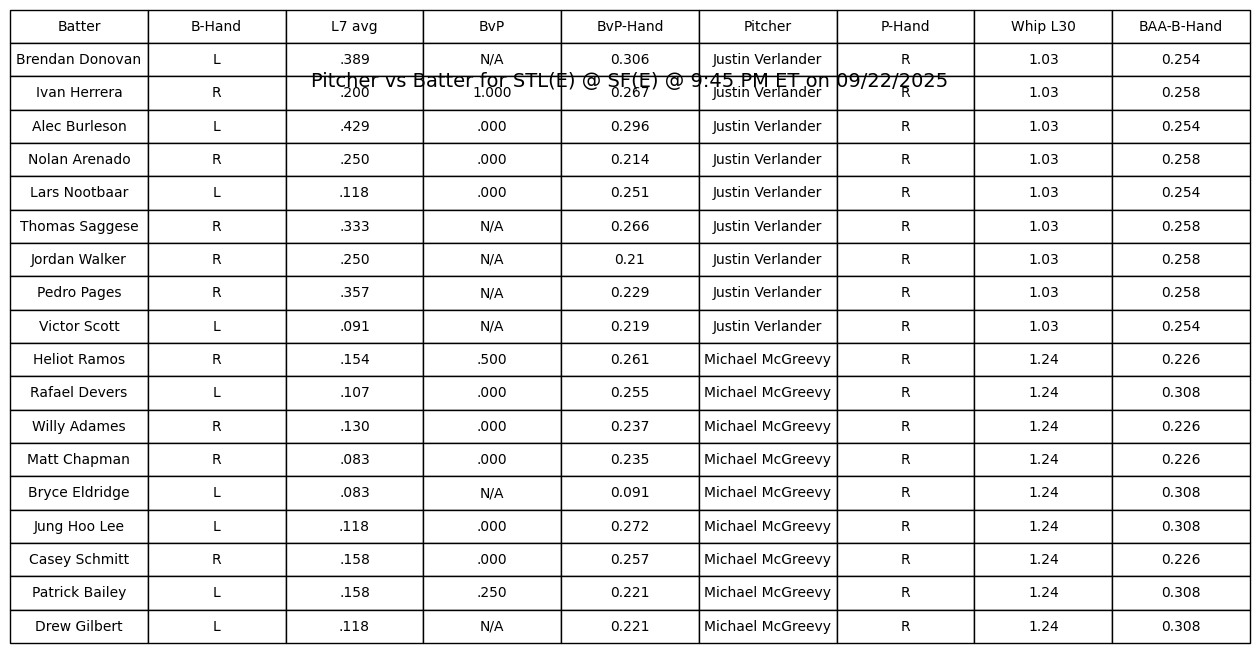 Batter B-Hand L7 avg BvP BvP-Hand Pitcher P-Hand Whip L30 BAA-B-Hand
Brendan Donovan L .389 N/A 0.306 Justin Verlander R 1.03 0.254
Pitcher vs Batter for STL(E) @ SF(E) @ 9:45 PM ET on 09/22/2025
Ivan Herrera R .200 1.000 0.267 Justin Verlander R 1.03 0.258
Alec Burleson L .429 .000 0.296 Justin Verlander R 1.03 0.254
Nolan Arenado R .250 .000 0.214 Justin Verlander R 1.03 0.258
Lars Nootbaar L .118 .000 0.251 Justin Verlander R 1.03 0.254
Thomas Saggese R .333 N/A 0.266 Justin Verlander R 1.03 0.258
Jordan Walker R .250 N/A 0.21 Justin Verlander R 1.03 0.258
Pedro Pages R .357 N/A 0.229 Justin Verlander R 1.03 0.258
Victor Scott L .091 N/A 0.219 Justin Verlander R 1.03 0.254
Heliot Ramos R .154 .500 0.261 Michael McGreevy R 1.24 0.226
Rafael Devers L .107 .000 0.255 Michael McGreevy R 1.24 0.308
Willy Adames R .130 .000 0.237 Michael McGreevy R 1.24 0.226
Matt Chapman R .083 .000 0.235 Michael McGreevy R 1.24 0.226
Bryce Eldridge L .083 N/A 0.091 Michael McGreevy R 1.24 0.308
Jung Hoo Lee L .118 .000 0.272 Michael McGreevy R 1.24 0.308
Casey Schmitt R .158 .000 0.257 Michael McGreevy R 1.24 0.226
Patrick Bailey L .158 .250 0.221 Michael McGreevy R 1.24 0.308
Drew Gilbert L .118 N/A 0.221 Michael McGreevy R 1.24 0.308